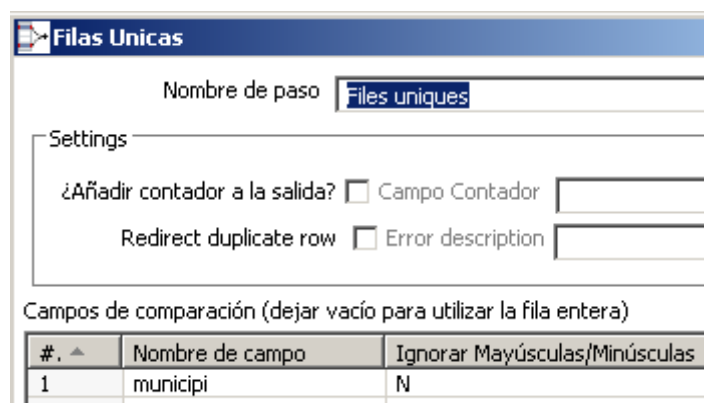 Filas Unicas
Nombre de paso Files uniques
Settings
¿Añadir contador a la salida? Campo Contador
Redirect duplicate row Error description
Campos de comparación (dejar vacío para utilizar la fila entera)
#. Nombre de campo Ignorar Mayúsculas/Minúsculas
1 municipi N